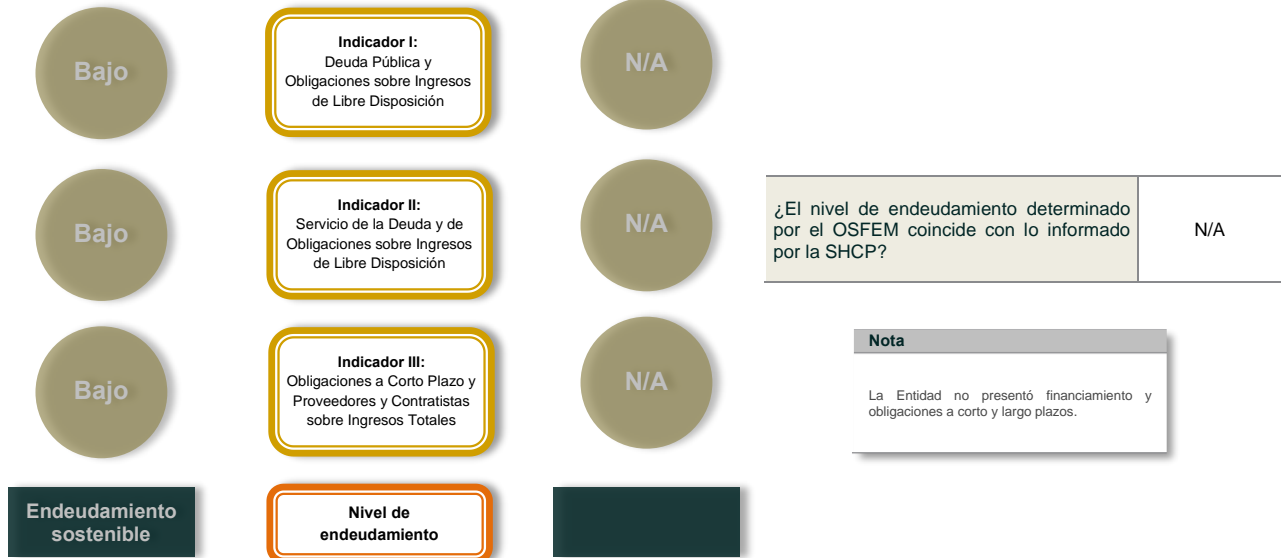 Bajo
Indicador I:
Deuda Pública y
Obligaciones sobre Ingresos
de Libre Disposición
N/A
Bajo
Indicador II:
Servicio de la Deuda y de
Obligaciones sobre Ingresos
de Libre Disposición
N/A
¿El nivel de endeudamiento determinado
por el OSFEM coincide con lo informado
por la SHCP?
N/A
Bajo
Indicador III:
Obligaciones a Corto Plazo y
Proveedores y Contratistas
sobre Ingresos Totales
N/A
Nota
La Entidad no presentó financiamiento y
obligaciones a corto y largo plazos.
Endeudamiento
sostenible
Nivel de
endeudamiento